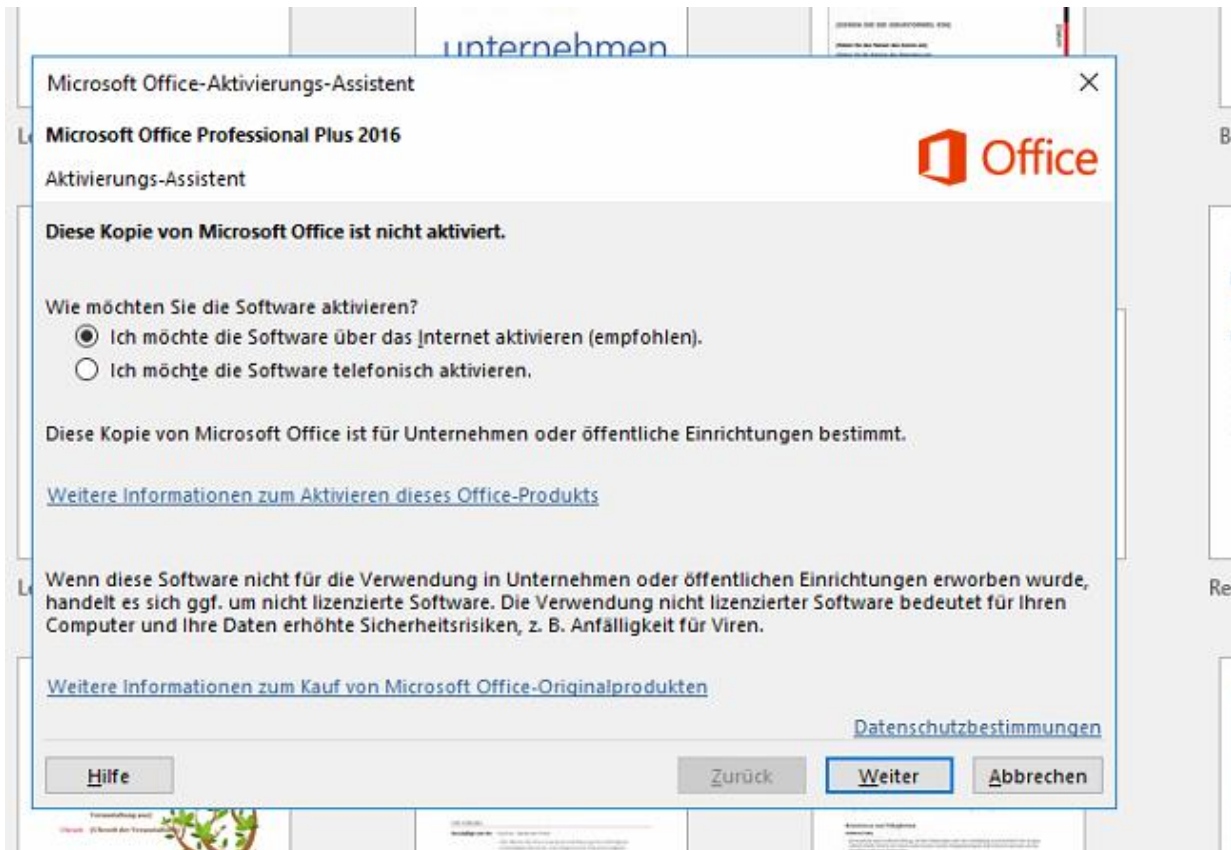 unternehmen
Microsoft Office-Aktivierungs-Assistent
Microsoft Office Professional Plus 2016
Office
Aktivierungs-Assistent
Diese Kopie von Microsoft Office ist nicht aktiviert.
Wie möchten Sie die Software aktivieren?
Ich möchte die Software über das Internet aktivieren (empfohlen).
Ich möchte die Software telefonisch aktivieren.
Diese Kopie von Microsoft Office ist für Unternehmen oder öffentliche Einrichtungen bestimmt.
Weitere Informationen zum Aktivieren dieses Office-Produkts
Wenn diese Software nicht für die Verwendung in Unternehmen oder öffentlichen Einrichtungen erworben wurde,
handelt es sich ggf. um nicht lizenzierte Software. Die Verwendung nicht lizenzierter Software bedeutet für Ihren
Computer und Ihre Daten erhöhte Sicherheitsrisiken, z. B. Anfälligkeit für Viren.
Weitere Informationen zum Kauf von Microsoft Office-Originalprodukten
Datenschutzbestimmungen
Hilfe
Zurück
Weiter
Abbrechen